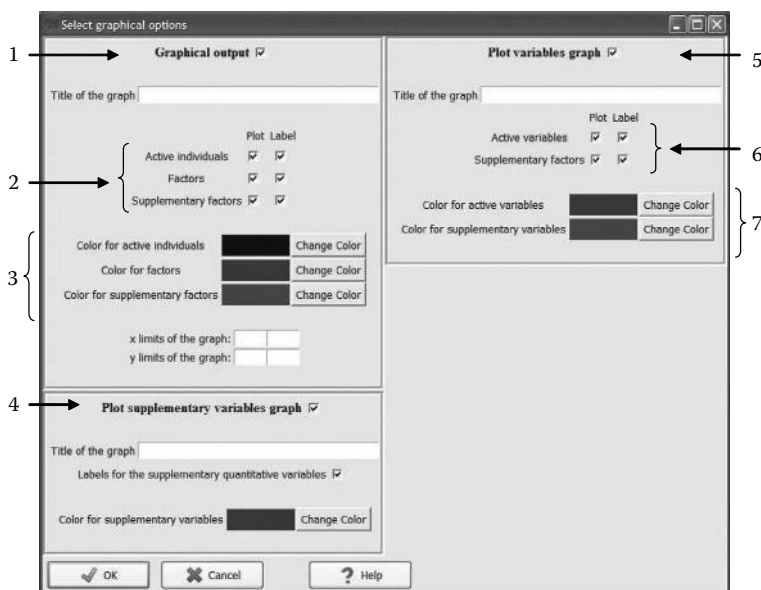 Select graphical options
1
Graphical output
Title of the graph
Plot Label
2
Active individuals
Factors
Supplementary factors
3
Color for active individuals Change Color
Color for factors Change Color
Color for supplementary factors Change Color
x limits of the graph:
y limits of the graph:
4
Plot supplementary variables graph
Title of the graph
Labels for the supplementary quantitative variables
Color for supplementary variables Change Color
Plot variables graph
5
Title of the graph
Plot Label
Active variables
6
Supplementary factors
Color for active variables Change Color
7
Color for supplementary variables Change Color
OK Cancel Help